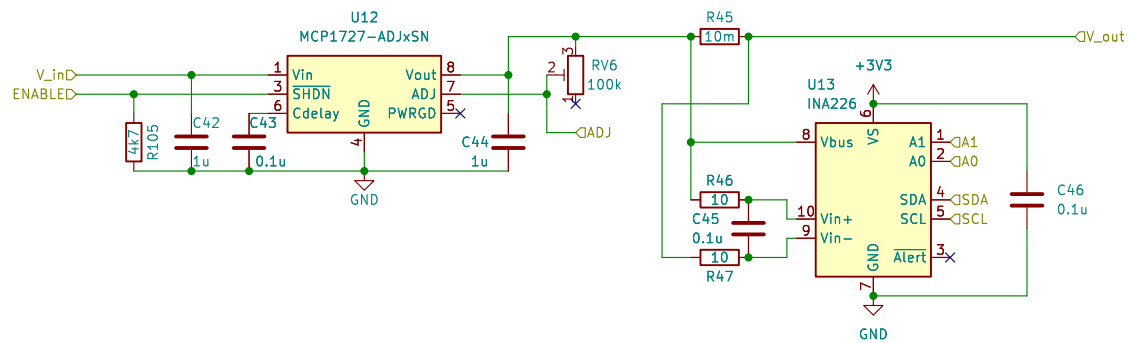 U12
MCP1727-ADJxSN
V_in
ENABLE
1
3
6
Vin
SHDN
Cdelay
GND
4
Vout
ADJ
PWRGD
8
7
5
R105
4k7
C42
1u
C43
0.1u
C44
1u
GND
2
3
1
RV6
100k
ADJ
R45
10m
V_out
+3V3
U13
INA226
6
VS
8
Vbus
10
Vin+
9
Vin-
GND
7
A1
1
A1
A0
2
A0
SDA
4
SDA
SCL
5
SCL
Alert
3
R46
10
C45
0.1u
10
R47
C46
0.1u
GND